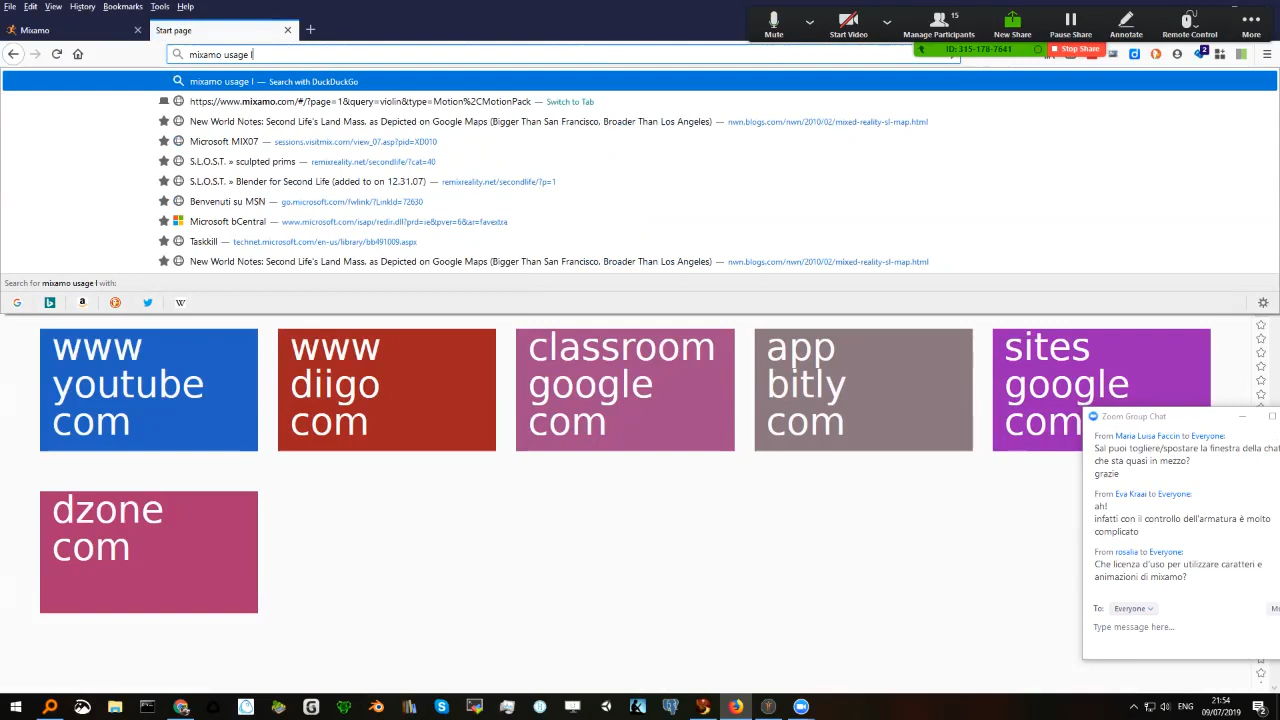 File Edit View History Bookmarks Tools Help
Mixamo
Start page
mixamo usage l
mixamo usage l — Search with DuckDuckGo
https://www.mixamo.com/#/?page=1&query=violin&type=Motion%2CMotionPack — Switch to Tab
New World Notes: Second Life's Land Mass, as Depicted on Google Maps (Bigger Than San Francisco, Broader Than Los Angeles) — nwn.blogs.com/nwn/2010/02/mixed-reality-sl-map.html
Microsoft MIX07 — sessions.visitmix.com/view_07.asp?pid=XD010
S.L.O.S.T. » sculpted prims — remixreality.net/secondlife/?cat=40
S.L.O.S.T. » Blender for Second Life (added to on 12.31.07) — remixreality.net/secondlife/?p=1
Benvenuti su MSN — go.microsoft.com/fwlink/?LinkId=72630
Microsoft bCentral — www.microsoft.com/isapi/redir.dll?prd=ie&pver=6&ar=favextra
Taskkill — technet.microsoft.com/en-us/library/bb491009.aspx
New World Notes: Second Life's Land Mass, as Depicted on Google Maps (Bigger Than San Francisco, Broader Than Los Angeles) — nwn.blogs.com/nwn/2010/02/mixed-reality-sl-map.html
Search for mixamo usage l with:
15
Mute
Start Video
Manage Participants
New Share
Pause Share
Annotate
Remote Control
More
ID: 315-178-7641
Stop Share
2
www
youtube
com
www
diigo
com
classroom
google
com
app
bitly
com
sites
google
com
dzone
com
Zoom Group Chat
From Maria Luisa Faccin to Everyone:
Sal puoi togliere/spostare la finestra della chat
che sta quasi in mezzo?
grazie
From Eva Kraai to Everyone:
ah!
infatti con il controllo dell'armatura è molto
complicato
From rosalia to Everyone:
Che licenza d'uso per utilizzare caratteri e
animazioni di mixamo?
To: Everyone
Type message here...
ENG
21:54
09/07/2019
2